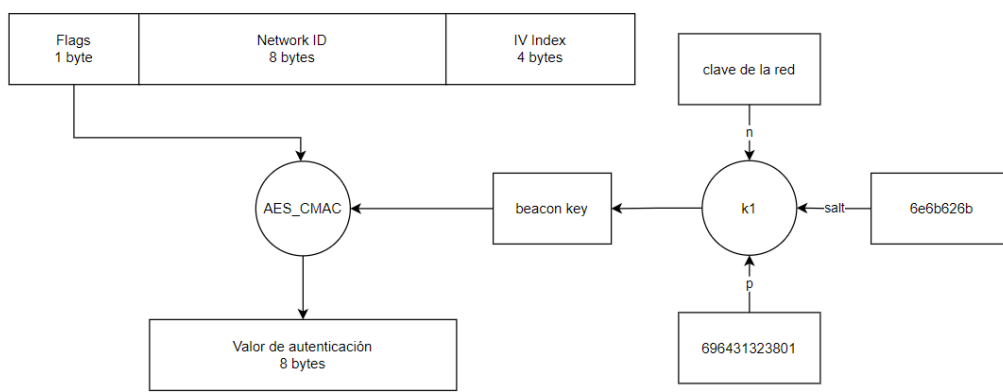 Flags
1 byte
Network ID
8 bytes
IV Index
4 bytes
clave de la red
n
AES_CMAC
beacon key
k1
salt
6e6b626b
p
Valor de autenticación
8 bytes
696431323801